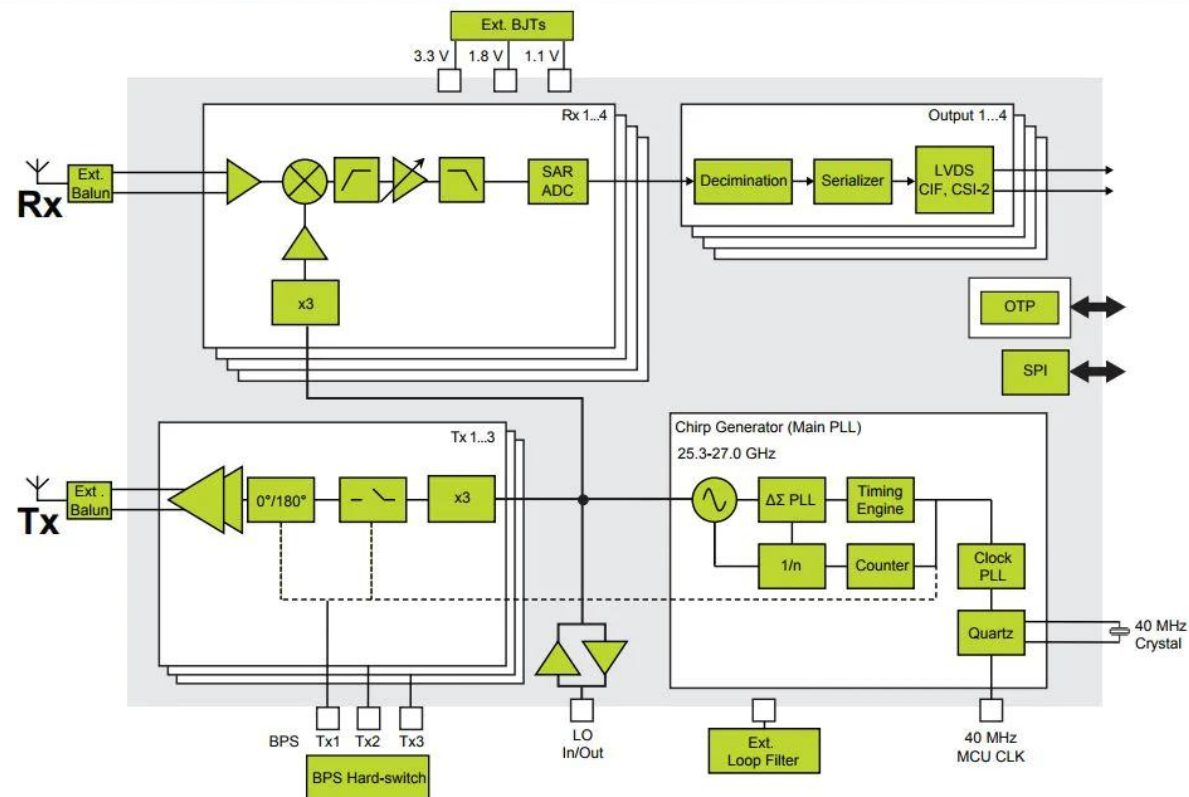 Ext. BJTs
3.3 V
1.8 V
1.1 V
Rx 1...4
Output 1...4
Ext.
Balun
Rx
SAR
ADC
Decimination
Serializer
LVDS
CIF, CSI-2
x3
OTP
SPI
Tx 1...3
Chirp Generator (Main PLL)
25.3-27.0 GHz
Ext .
Balun
Tx
0°/180°
x3
ΔΣ PLL
Timing
Engine
1/n
Counter
Clock
PLL
Quartz
40 MHz
Crystal
BPS
Tx1
Tx2
Tx3
LO
In/Out
BPS Hard-switch
Ext.
Loop Filter
40 MHz
MCU CLK